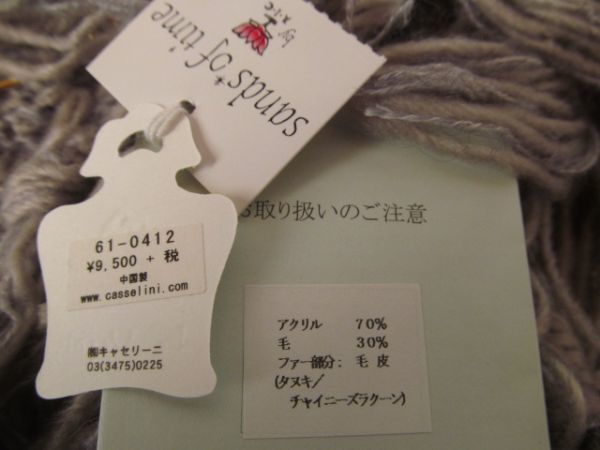 sands of time
by Alc
お取り扱いのご注意
61-0412
¥9,500 + 税
中国製
www.casselini.com
㈱キャセリーニ
03(3475)0225
アクリル 70%
毛 30%
ファー部分: 毛皮
(タヌキ/
チャイニーズラクーン)